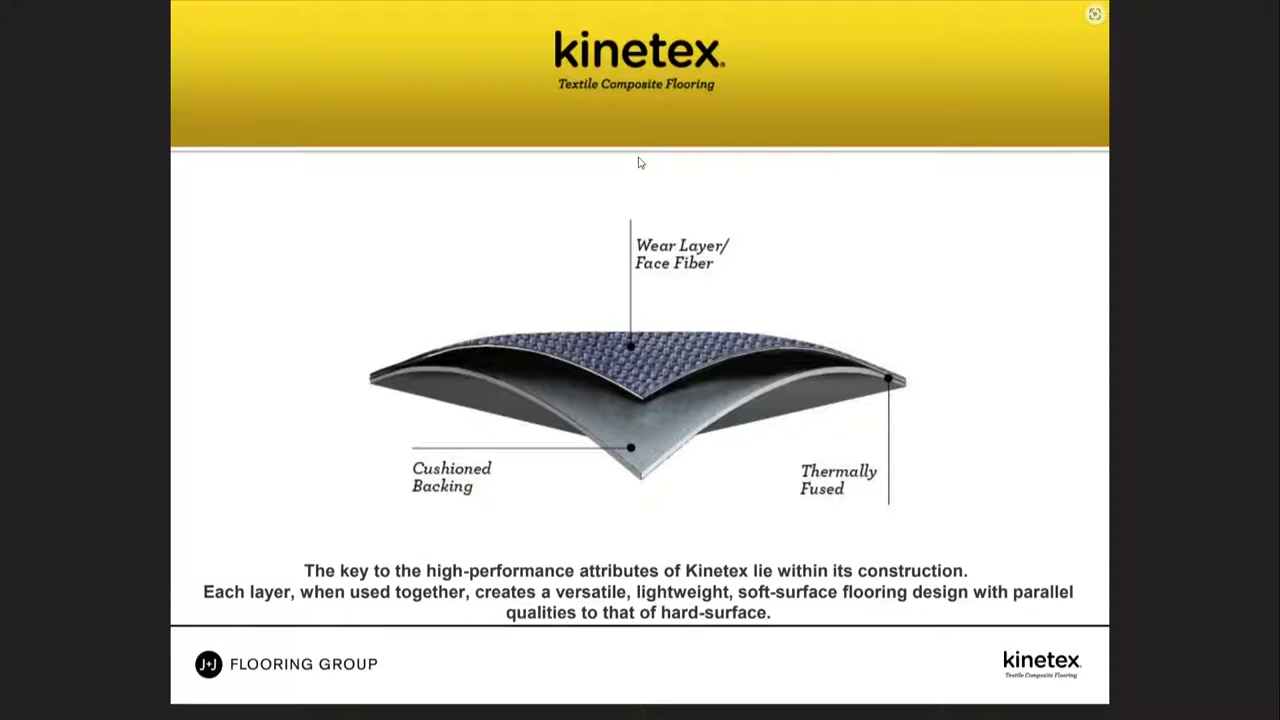 kinetex®
Textile Composite Flooring
Wear Layer/
Face Fiber
Cushioned
Backing
Thermally
Fused
The key to the high-performance attributes of Kinetex lie within its construction.
Each layer, when used together, creates a versatile, lightweight, soft-surface flooring design with parallel
qualities to that of hard-surface.
J+J FLOORING GROUP
kinetex®
Textile Composite Flooring